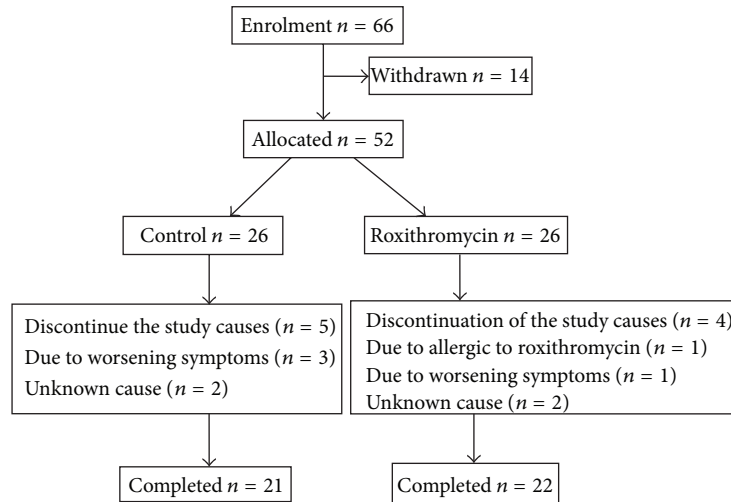 Enrolment n = 66
Withdrawn n = 14
Allocated n = 52
Control n = 26
Roxithromycin n = 26
Discontinue the study causes (n = 5)
Due to worsening symptoms (n = 3)
Unknown cause (n = 2)
Discontinuation of the study causes (n = 4)
Due to allergic to roxithromycin (n = 1)
Due to worsening symptoms (n = 1)
Unknown cause (n = 2)
Completed n = 21
Completed n = 22